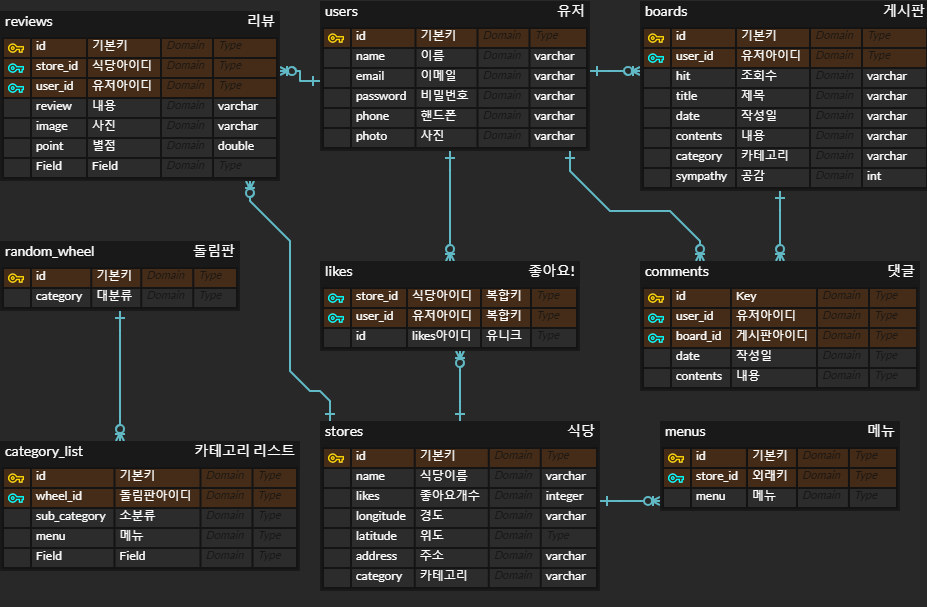 reviews 리뷰
id 기본키 Domain Type
store_id 식당아이디 Domain Type
user_id 유저아이디 Domain Type
review 내용 Domain varchar
image 사진 Domain varchar
point 별점 Domain double
Field Field Domain Type
users 유저
id 기본키 Domain Type
name 이름 Domain varchar
email 이메일 Domain varchar
password 비밀번호 Domain varchar
phone 핸드폰 Domain varchar
photo 사진 Domain varchar
boards 게시판
id 기본키 Domain Type
user_id 유저아이디 Domain Type
hit 조회수 Domain varchar
title 제목 Domain varchar
date 작성일 Domain varchar
contents 내용 Domain varchar
category 카테고리 Domain varchar
sympathy 공감 Domain int
random_wheel 돌림판
id 기본키 Domain Type
category 대분류 Domain Type
likes 좋아요!
store_id 식당아이디 복합키 Type
user_id 유저아이디 복합키 Type
id likes아이디 유니크 Type
comments 댓글
id Key Domain Type
user_id 유저아이디 Domain Type
board_id 게시판아이디 Domain Type
date 작성일 Domain Type
contents 내용 Domain Type
category_list 카테고리 리스트
id 기본키 Domain Type
wheel_id 돌림판아이디 Domain Type
sub_category 소분류 Domain Type
menu 메뉴 Domain Type
Field Field Domain Type
stores 식당
id 기본키 Domain Type
name 식당이름 Domain varchar
likes 좋아요개수 Domain integer
longitude 경도 Domain varchar
latitude 위도 Domain Type
address 주소 Domain varchar
category 카테고리 Domain varchar
menus 메뉴
id 기본키 Domain Type
store_id 외래키 Domain Type
menu 메뉴 Domain Type